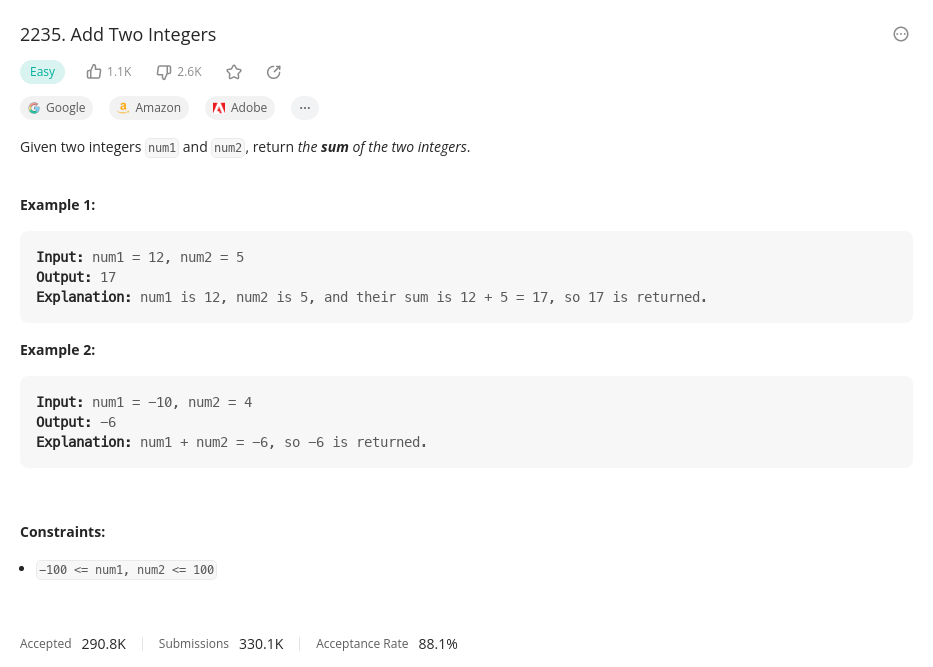 2235. Add Two Integers
Easy 1.1K 2.6K
Google Amazon Adobe ...
Given two integers num1 and num2, return the sum of the two integers.
Example 1:
Input: num1 = 12, num2 = 5
Output: 17
Explanation: num1 is 12, num2 is 5, and their sum is 12 + 5 = 17, so 17 is returned.
Example 2:
Input: num1 = -10, num2 = 4
Output: -6
Explanation: num1 + num2 = -6, so -6 is returned.
Constraints:
• -100 <= num1, num2 <= 100
Accepted 290.8K Submissions 330.1K Acceptance Rate 88.1%